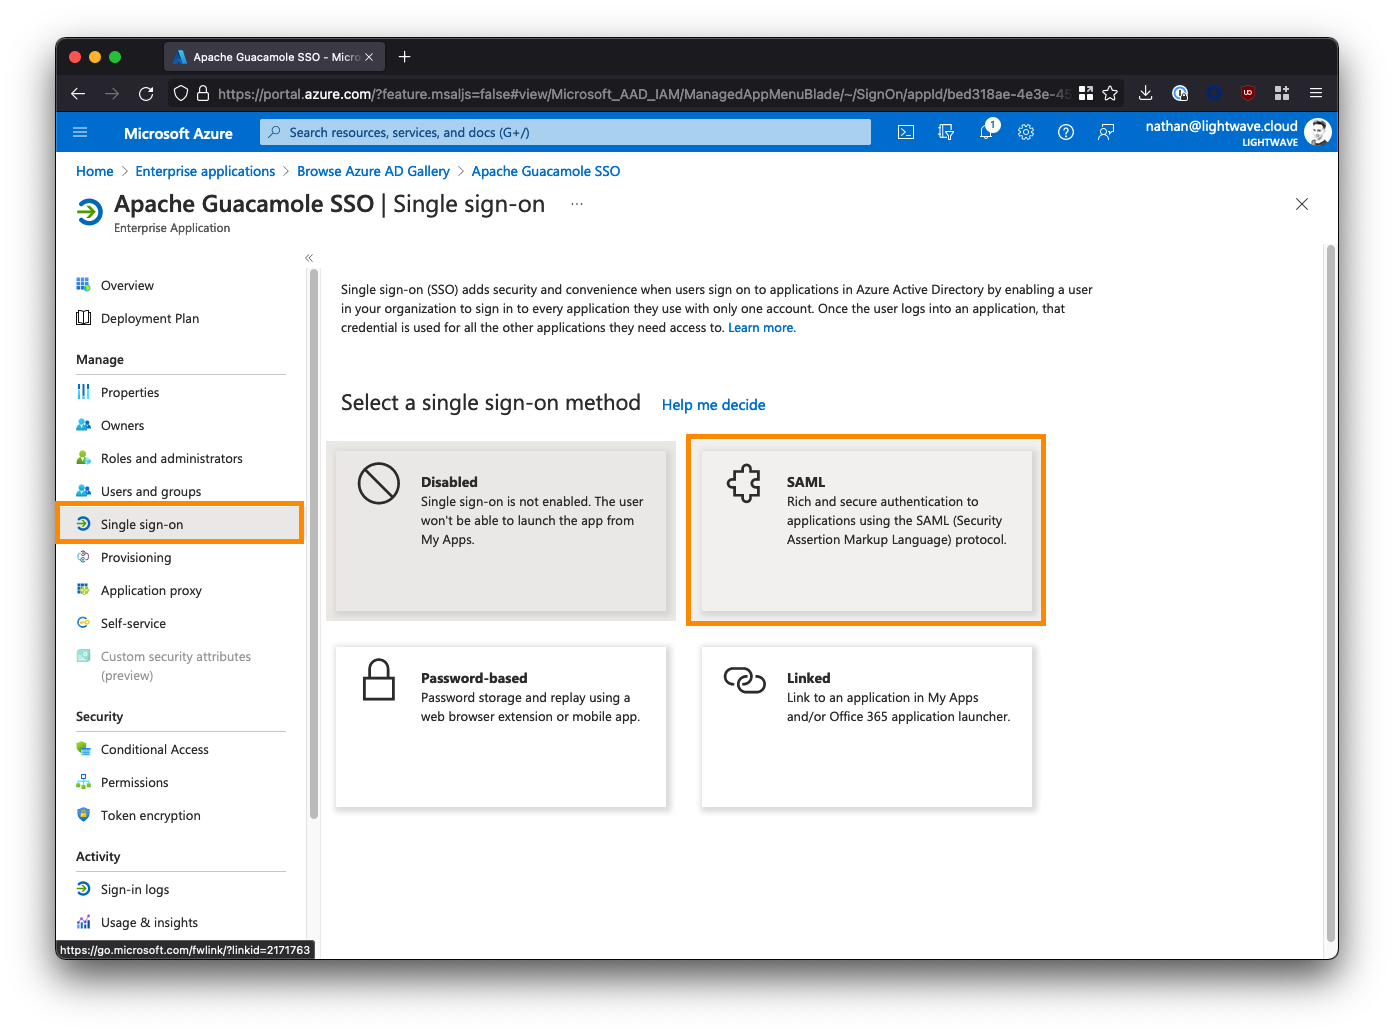 Apache Guacamole SSO - Micro
https://portal.azure.com/?feature.msaljs=false#view/Microsoft_AAD_IAM/ManagedAppMenuBlade/~/SignOn/appId/bed318ae-4e3e-45
Microsoft Azure
Search resources, services, and docs (G+/)
1
nathan@lightwave.cloud
LIGHTWAVE
Home > Enterprise applications > Browse Azure AD Gallery > Apache Guacamole SSO
Apache Guacamole SSO | Single sign-on ...
Enterprise Application
«
Overview
Deployment Plan
Manage
Properties
Owners
Roles and administrators
Users and groups
Single sign-on
Provisioning
Application proxy
Self-service
Custom security attributes
(preview)
Security
Conditional Access
Permissions
Token encryption
Activity
Sign-in logs
Usage & insights
https://go.microsoft.com/fwlink/?linkid=2171763
Single sign-on (SSO) adds security and convenience when users sign on to applications in Azure Active Directory by enabling a user
in your organization to sign in to every application they use with only one account. Once the user logs into an application, that
credential is used for all the other applications they need access to. Learn more.
Select a single sign-on method Help me decide
Disabled
Single sign-on is not enabled. The user
won't be able to launch the app from
My Apps.
SAML
Rich and secure authentication to
applications using the SAML (Security
Assertion Markup Language) protocol.
Password-based
Password storage and replay using a
web browser extension or mobile app.
Linked
Link to an application in My Apps
and/or Office 365 application launcher.